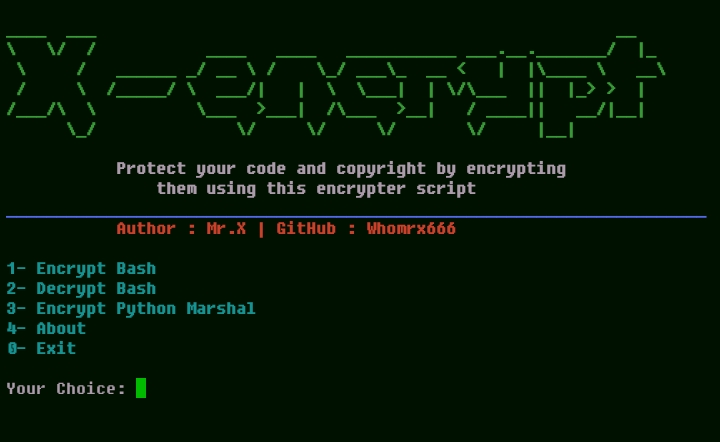 X-encrypt
Protect your code and copyright by encrypting
them using this encrypter script
Author : Mr.X | GitHub : Whomrx666
1- Encrypt Bash
2- Decrypt Bash
3- Encrypt Python Marshal
4- About
0- Exit
Your Choice: